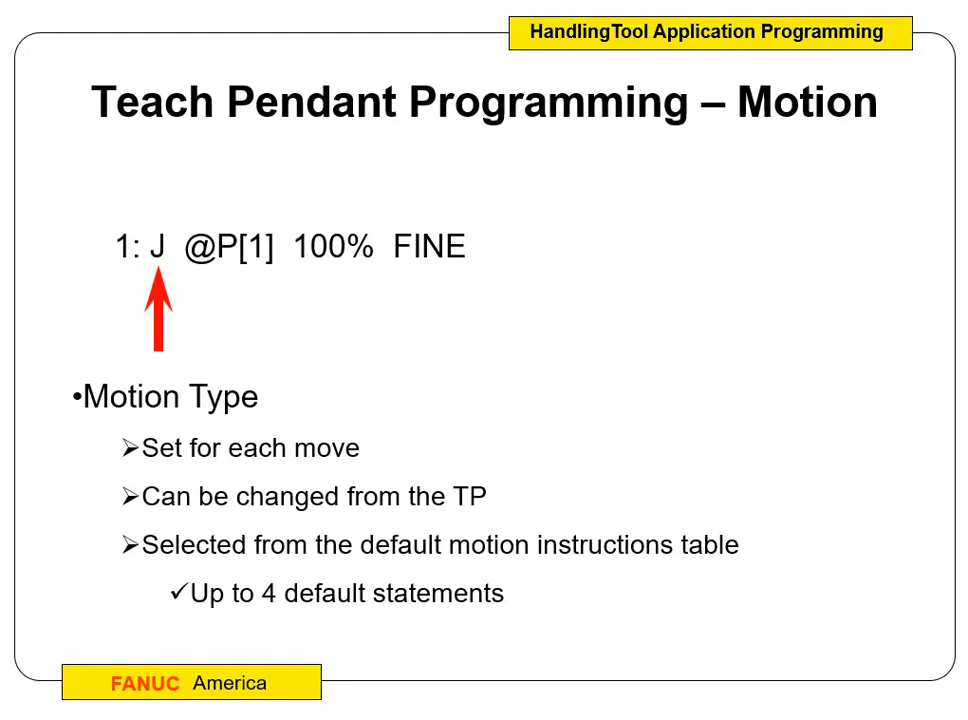 HandlingTool Application Programming
Teach Pendant Programming – Motion
1: J @P[1] 100% FINE
•Motion Type
➢Set for each move
➢Can be changed from the TP
➢Selected from the default motion instructions table
✓Up to 4 default statements
FANUC America